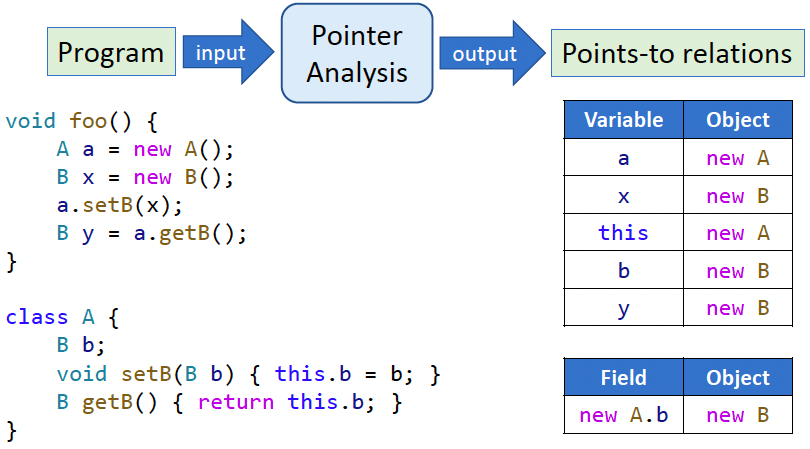 Program input Pointer Analysis output Points-to relations
void foo() {
    A a = new A();
    B x = new B();
    a.setB(x);
    B y = a.getB();
}
class A {
    B b;
    void setB(B b) { this.b = b; }
    B getB() { return this.b; }
}
Variable Object
a new A
x new B
this new A
b new B
y new B
Field Object
new A.b new B